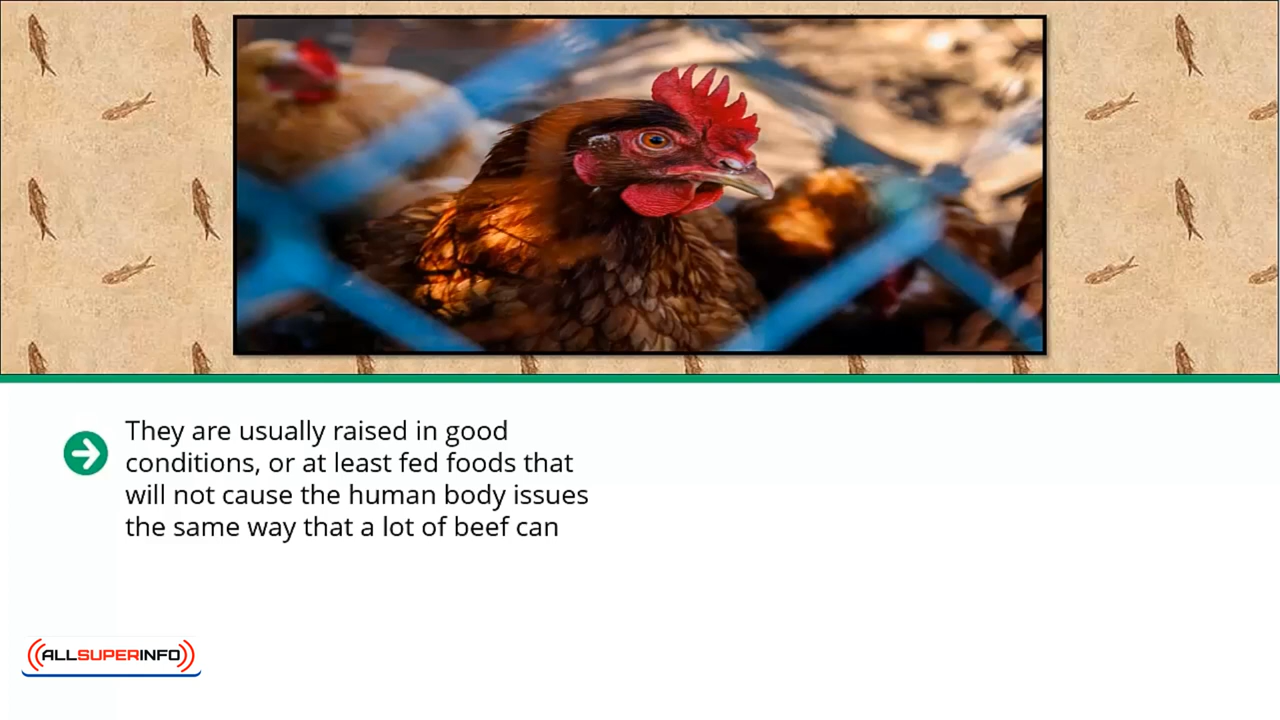 They are usually raised in good
conditions, or at least fed foods that
will not cause the human body issues
the same way that a lot of beef can
ALLSUPERINFO